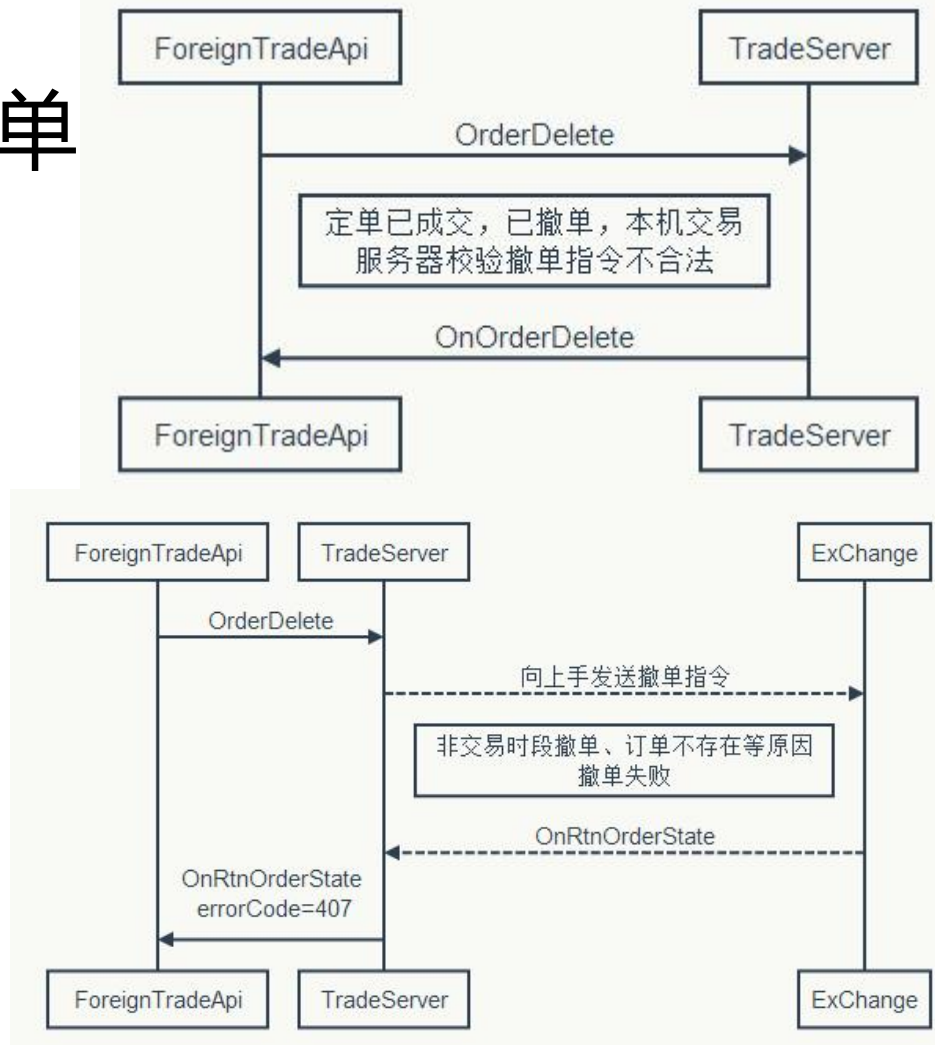 ForeignTradeApi
TradeServer
单
OrderDelete
定单已成交，已撤单，本机交易
服务器校验撤单指令不合法
OnOrderDelete
ForeignTradeApi
TradeServer
ForeignTradeApi
TradeServer
ExChange
OrderDelete
向上手发送撤单指令
非交易时段撤单、订单不存在等原因
撤单失败
OnRtnOrderState
OnRtnOrderState
errorCode=407
ForeignTradeApi
TradeServer
ExChange